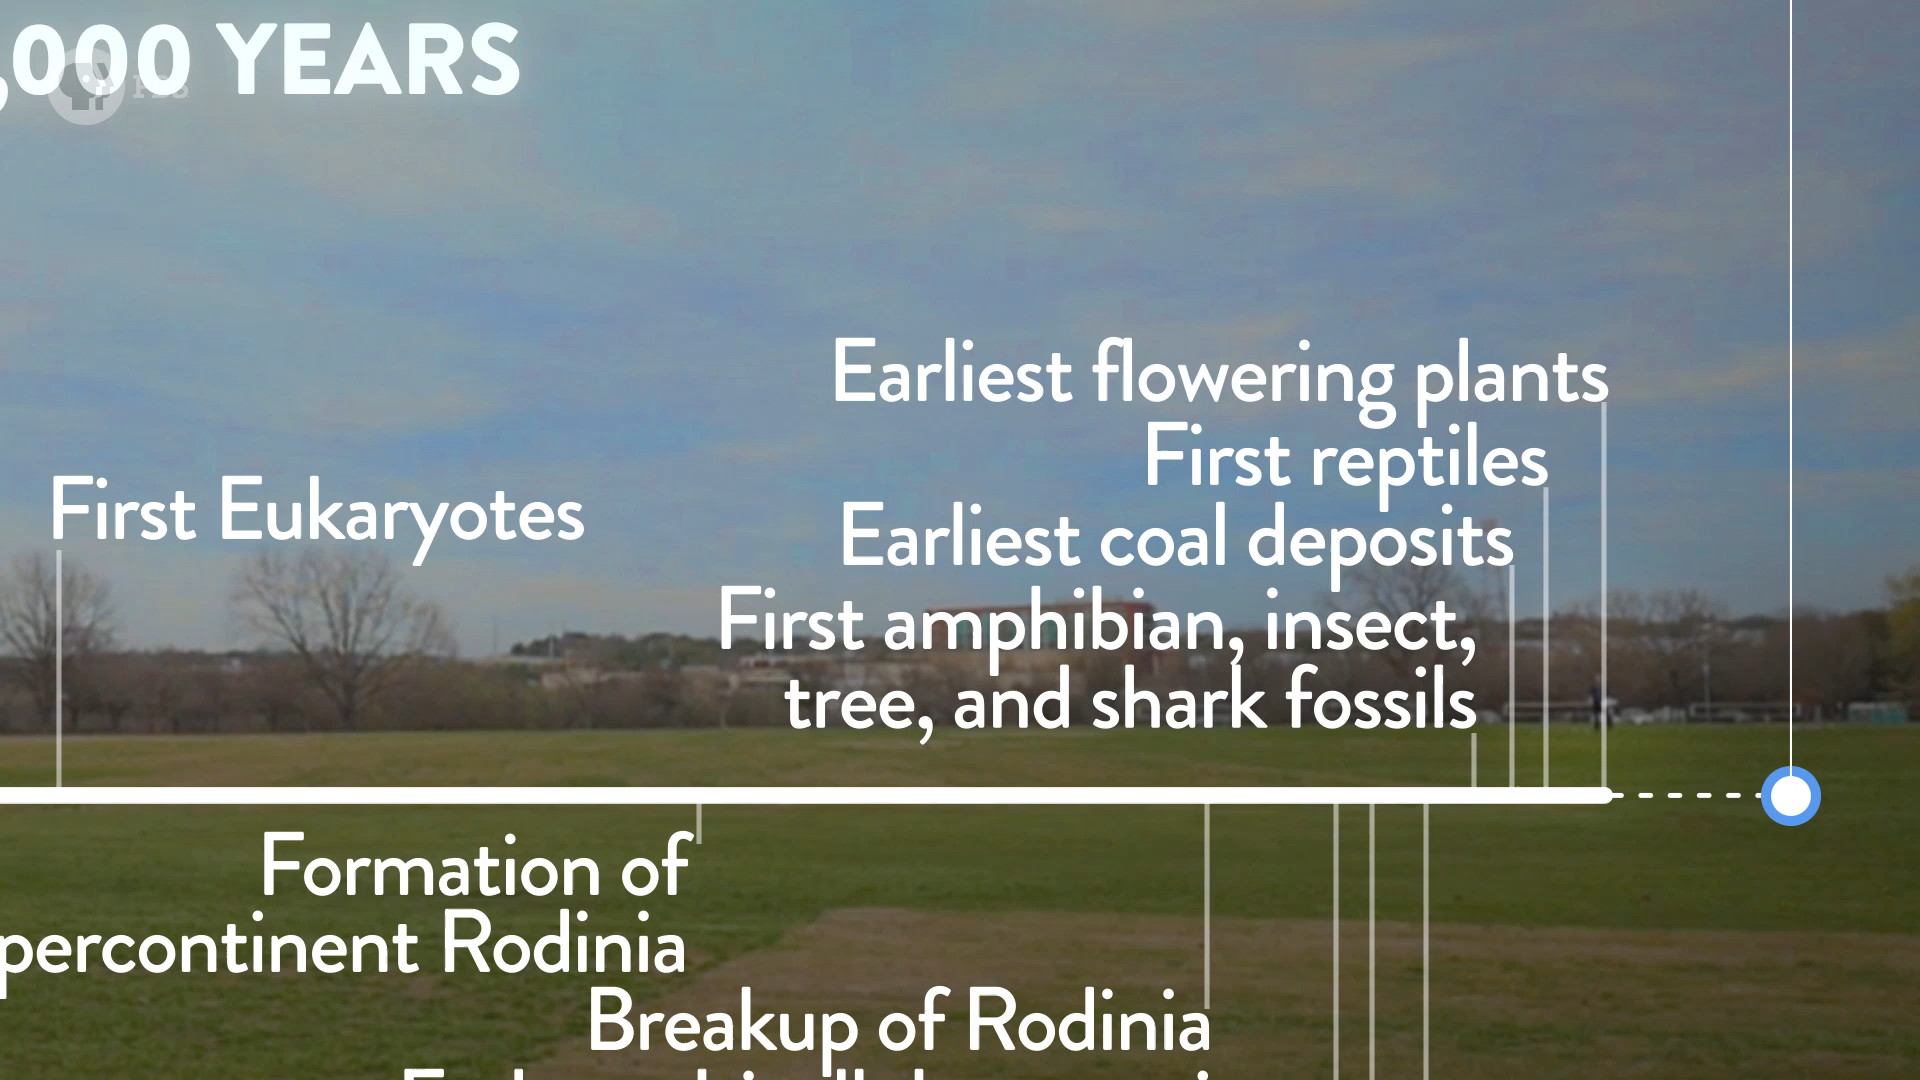 ,000 YEARS
PBS
Earliest flowering plants
First reptiles
First Eukaryotes
Earliest coal deposits
First amphibian, insect,
tree, and shark fossils
Formation of
percontinent Rodinia
Breakup of Rodinia